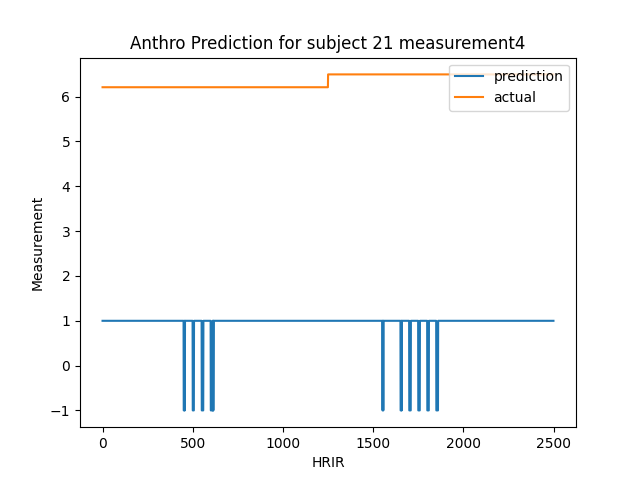 Anthro Prediction for subject 21 measurement4
prediction
actual
6
5
4
3
2
1
0
−1
Measurement
0 500 1000 1500 2000 2500
HRIR